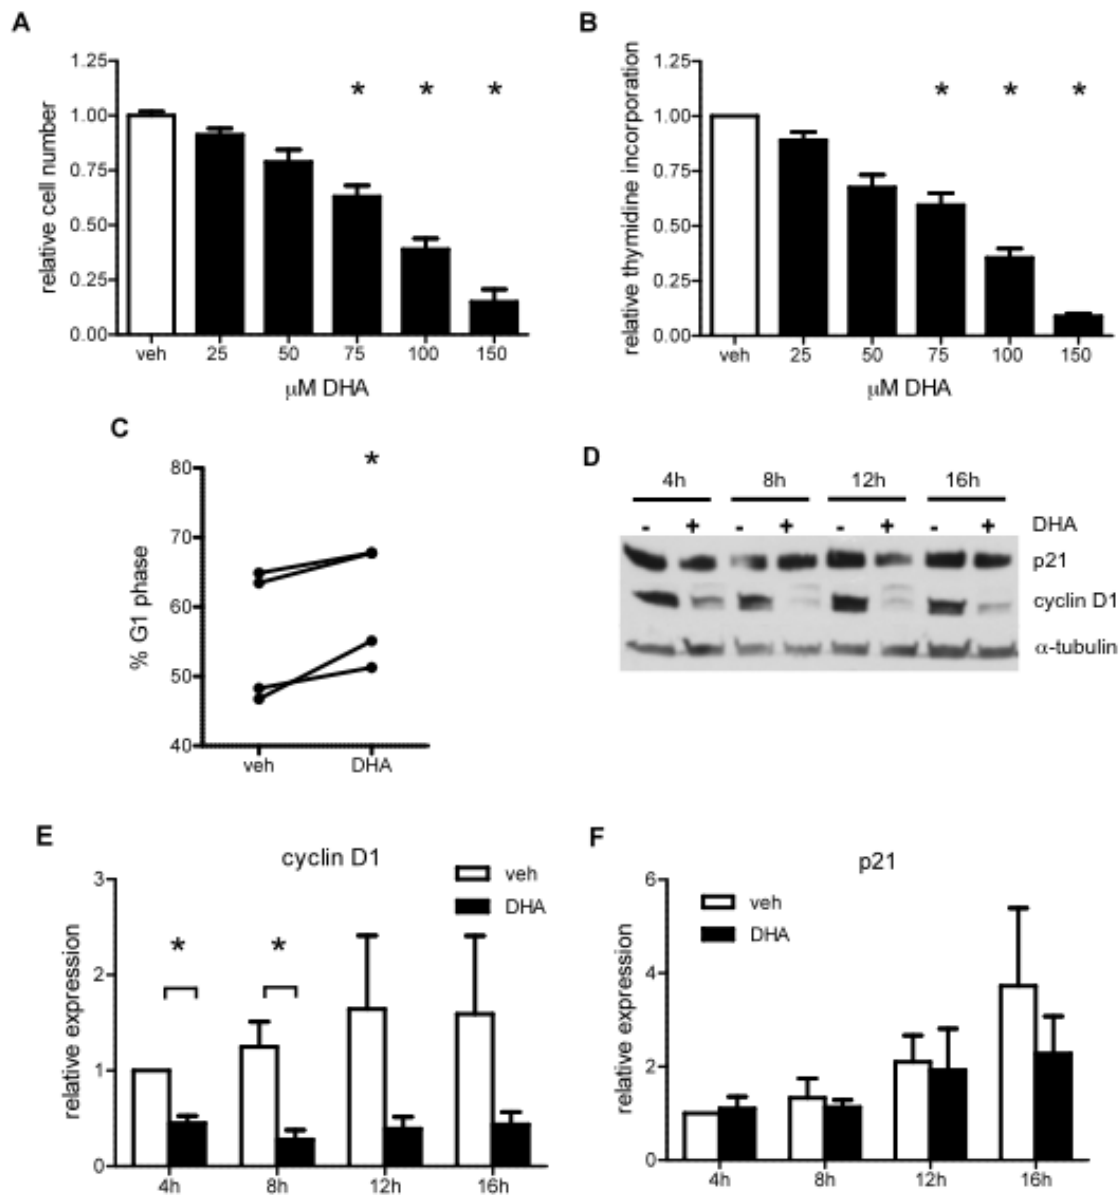 A
relative cell number
1.25
1.00
0.75
0.50
0.25
0.00
* * *
veh 25 50 75 100 150
μM DHA
B
relative thymidine incorporation
1.25
1.00
0.75
0.50
0.25
0.00
* * *
veh 25 50 75 100 150
μM DHA
C
% G1 phase
80
70
60
50
40
*
veh DHA
D
4h 8h 12h 16h
- + - + - + - + DHA
p21
cyclin D1
α-tubulin
E
cyclin D1
veh
DHA
relative expression
3
2
1
0
* *
4h 8h 12h 16h
F
p21
veh
DHA
relative expression
6
4
2
0
4h 8h 12h 16h